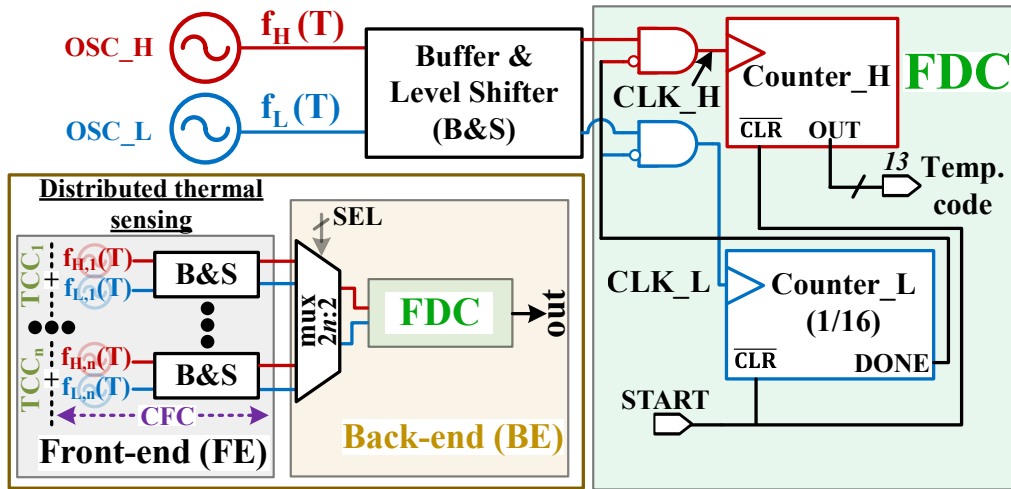 OSC_H
f_H(T)
OSC_L
f_L(T)
Buffer &
Level Shifter
(B&S)
CLK_H
Counter_H
CLR
OUT
FDC
13
Temp.
code
CLK_L
Counter_L
(1/16)
CLR
DONE
START
Distributed thermal
sensing
TCC1
+
f_H,1(T)
f_L,1(T)
B&S
TCCn
+
f_H,n(T)
f_L,n(T)
B&S
CFC
Front-end (FE)
SEL
mux
2n:2
FDC
out
Back-end (BE)